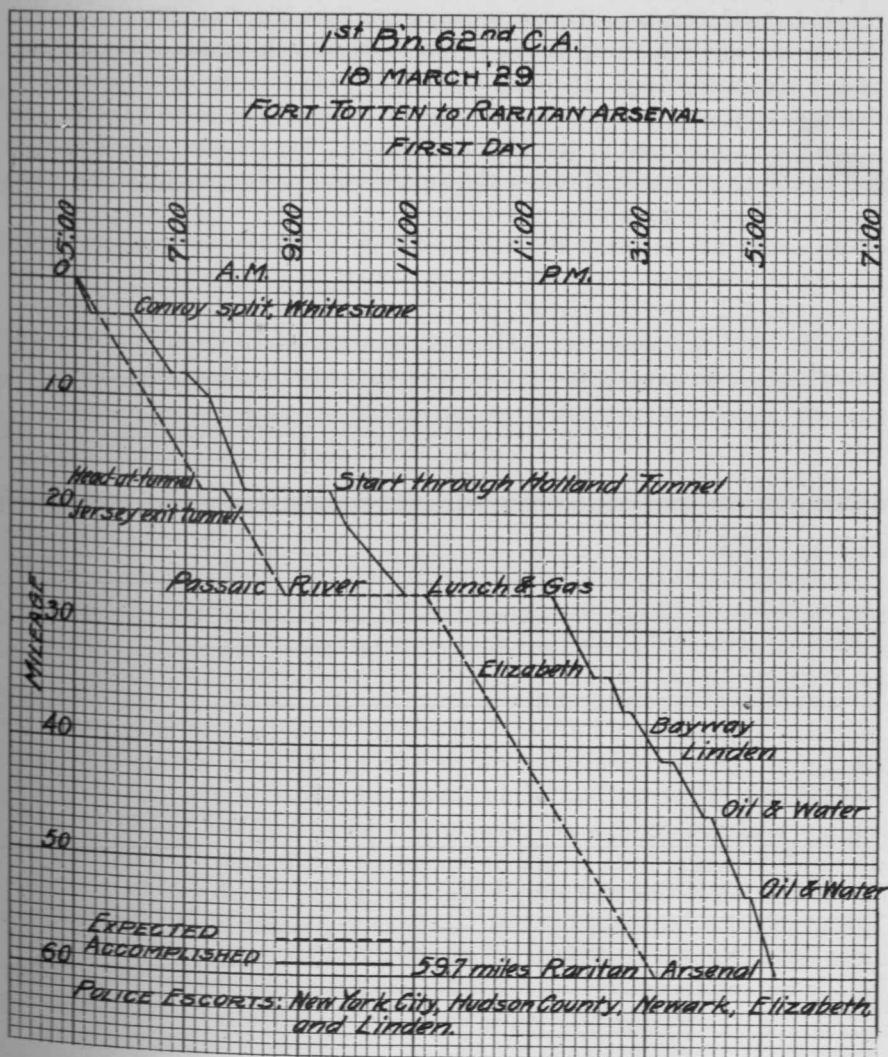 1st B'n. 62nd C.A.
18 MARCH '29
FORT TOTTEN to RARITAN ARSENAL
FIRST DAY
5:00 7:00 9:00 11:00 1:00 3:00 5:00 7:00
A.M. P.M.
0
Convoy split, Whitestone
10
Head-at-tunnel
Start through Holland Tunnel
20
Jersey exit tunnel
Passaic River
Lunch & Gas
30
MILEAGE
Elizabeth
40
Bayway
Linden
Oil & Water
50
Oil & Water
EXPECTED
ACCOMPLISHED
60
59.7 miles Raritan Arsenal
POLICE ESCORTS: New York City, Hudson County, Newark, Elizabeth,
and Linden.